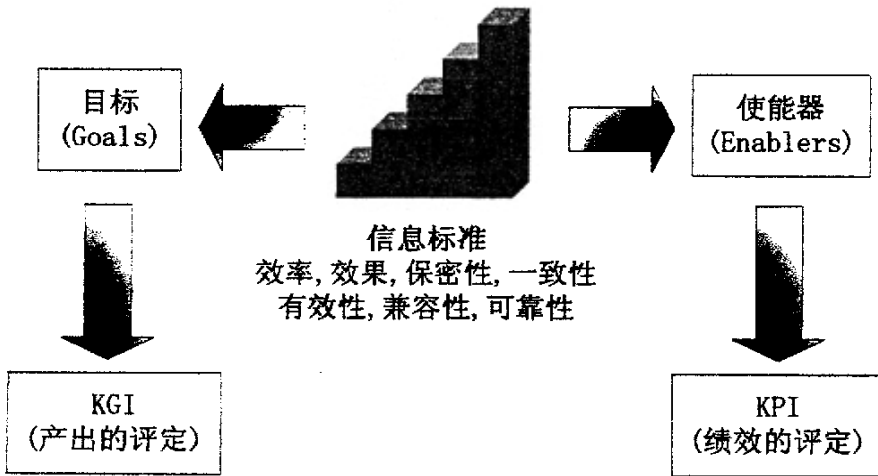 目标
(Goals)
使能器
(Enablers)
信息标准
效率, 效果, 保密性, 一致性
有效性, 兼容性, 可靠性
KGI
(产出的评定)
KPI
(绩效的评定)